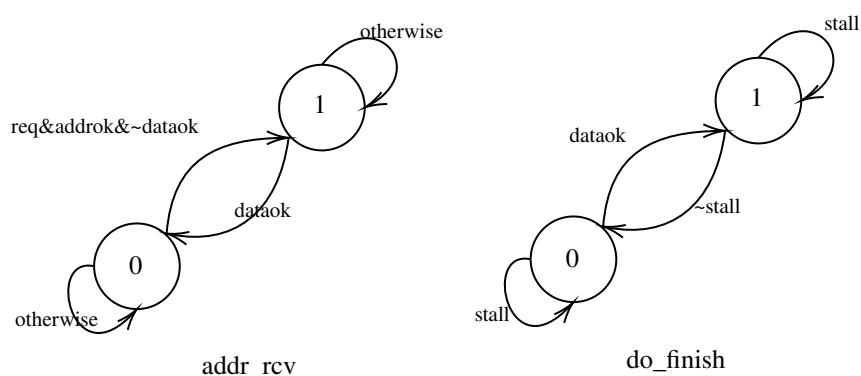 otherwise
1
req&addrok&~dataok
dataok
0
otherwise
addr_rcv
stall
1
dataok
~stall
0
stall
do_finish